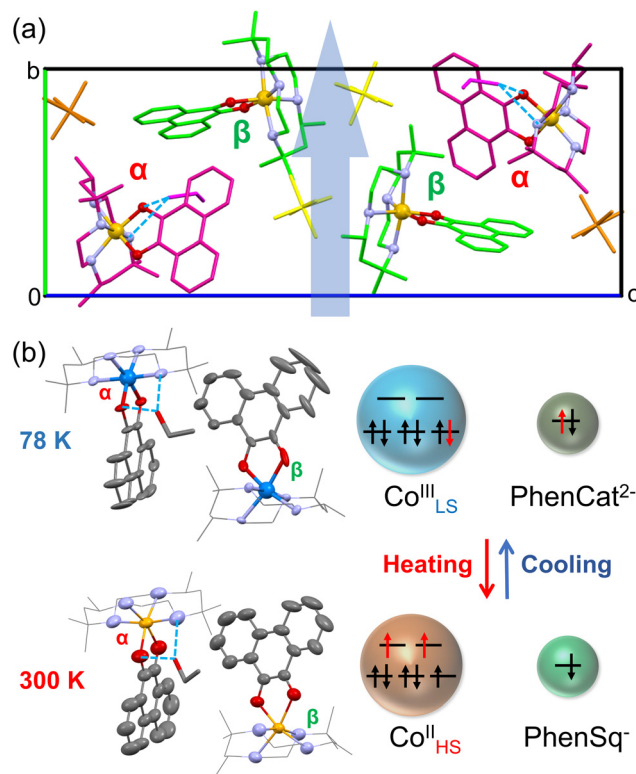 (a)
b
α
β
β
α
0
c
(b)
α
78 K
β
Co^III_LS
PhenCat^2-
Heating
Cooling
α
300 K
β
Co^II_HS
PhenSq^-